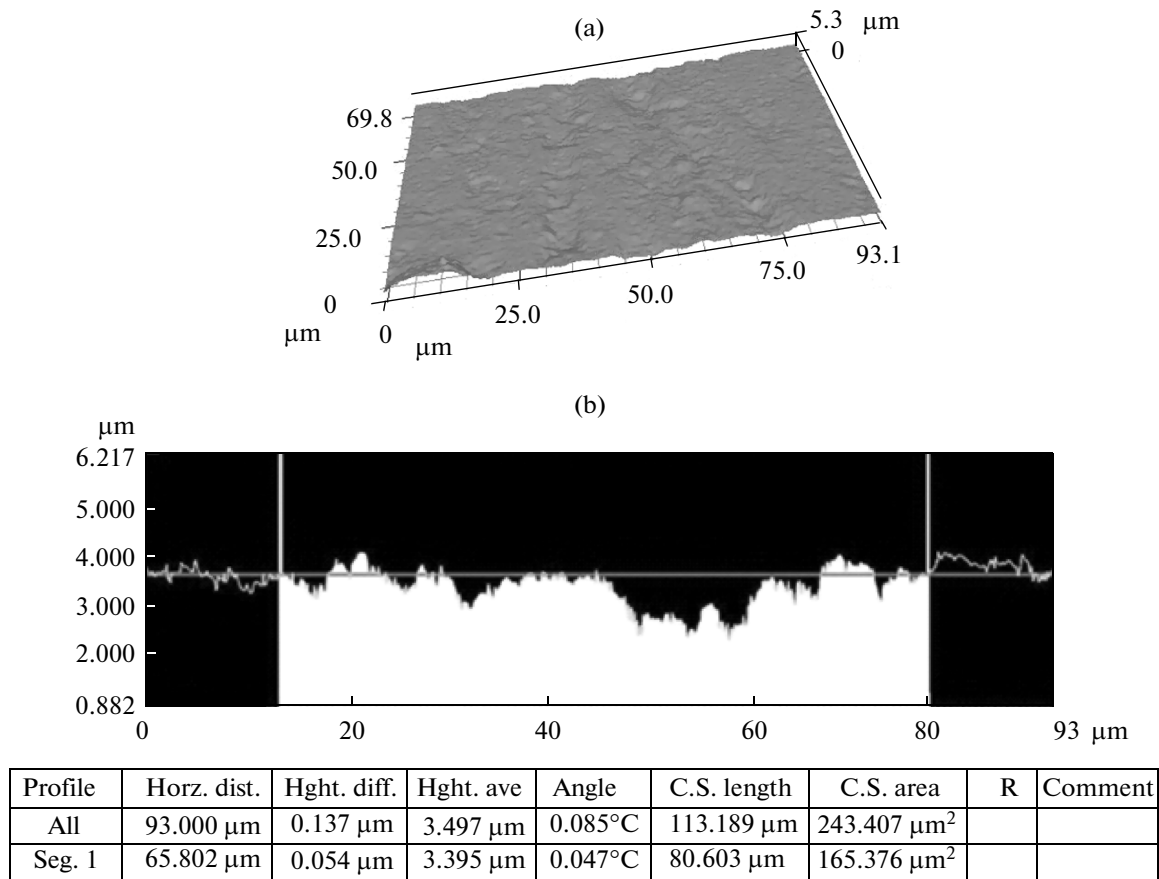 (a)
5.3 μm
0
69.8
50.0
25.0
0
μm
0
μm
25.0
50.0
75.0
93.1
(b)
μm
6.217
5.000
4.000
3.000
2.000
0.882
0 20 40 60 80 93 μm
Profile Horz. dist. Hght. diff. Hght. ave Angle C.S. length C.S. area R Comment
All 93.000 μm 0.137 μm 3.497 μm 0.085°C 113.189 μm 243.407 μm²
Seg. 1 65.802 μm 0.054 μm 3.395 μm 0.047°C 80.603 μm 165.376 μm²